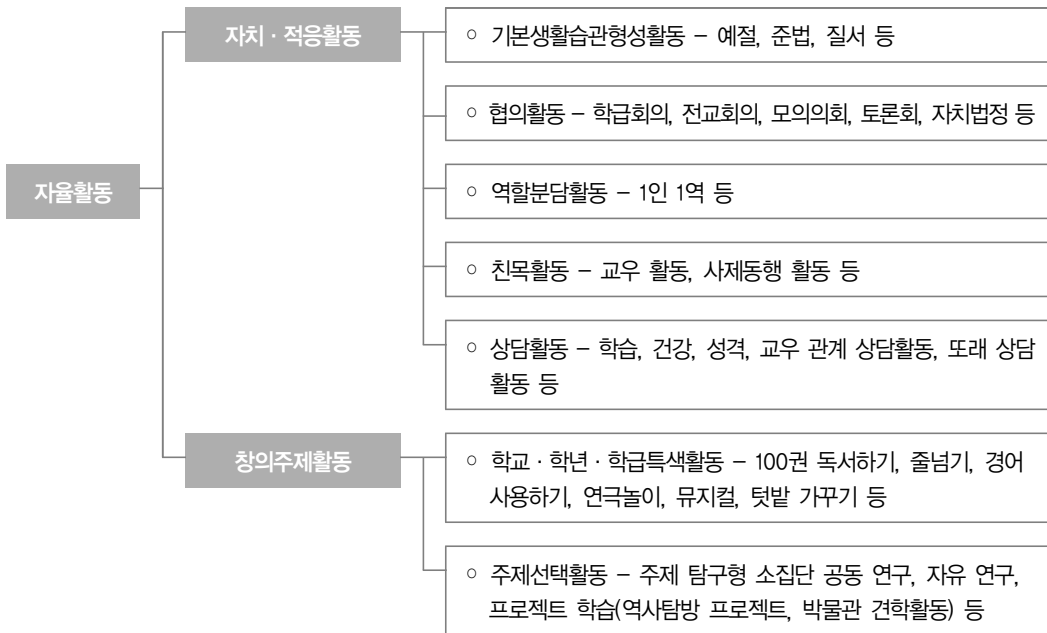 자율활동
자치 · 적응활동
○ 기본생활습관형성활동 – 예절, 준법, 질서 등
○ 협의활동 – 학급회의, 전교회의, 모의의회, 토론회, 자치법정 등
○ 역할분담활동 – 1인 1역 등
○ 친목활동 – 교우 활동, 사제동행 활동 등
○ 상담활동 – 학습, 건강, 성격, 교우 관계 상담활동, 또래 상담
활동 등
창의주제활동
○ 학교 · 학년 · 학급특색활동 – 100권 독서하기, 줄넘기, 경어
사용하기, 연극놀이, 뮤지컬, 텃밭 가꾸기 등
○ 주제선택활동 – 주제 탐구형 소집단 공동 연구, 자유 연구,
프로젝트 학습(역사탐방 프로젝트, 박물관 견학활동) 등